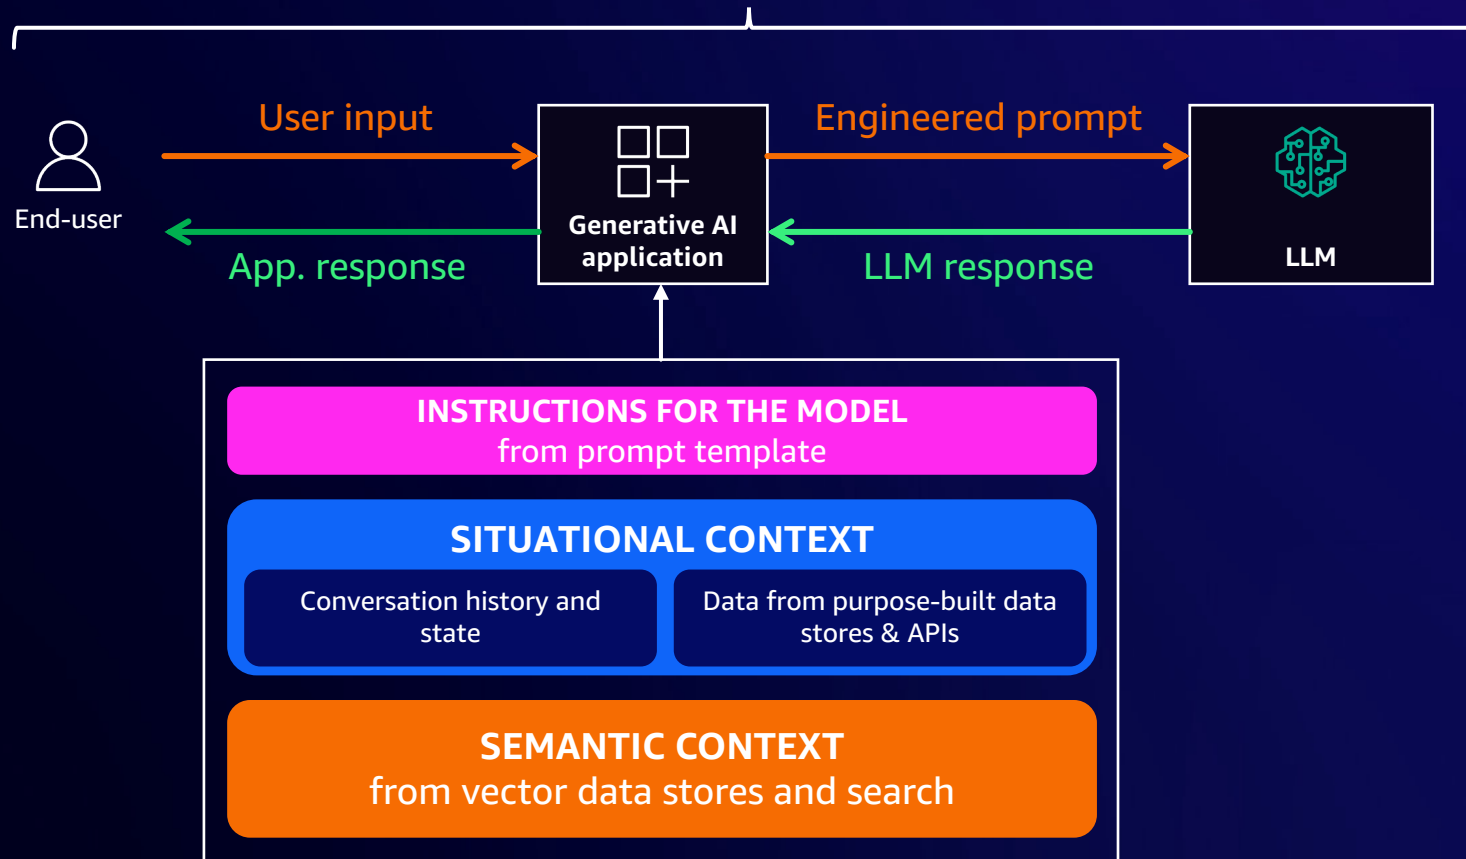 User input
Engineered prompt
End-user
Generative AI
application
LLM
App. response
LLM response
INSTRUCTIONS FOR THE MODEL
from prompt template
SITUATIONAL CONTEXT
Conversation history and
state
Data from purpose-built data
stores & APIs
SEMANTIC CONTEXT
from vector data stores and search